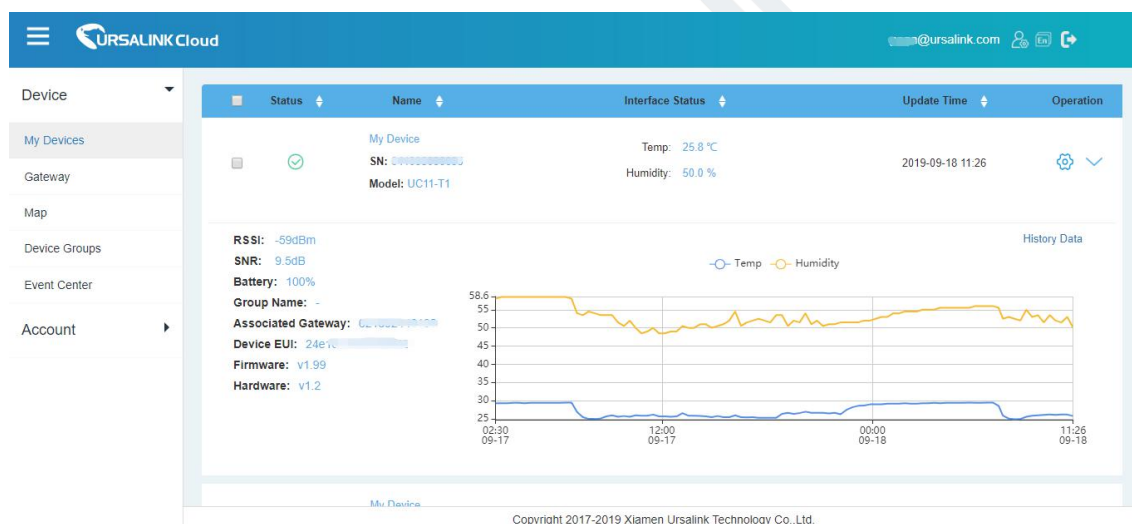 URSALINK Cloud
@ursalink.com En
Device
My Devices
Gateway
Map
Device Groups
Event Center
Account
Status Name Interface Status Update Time Operation
My Device
SN:
Model: UC11-T1
Temp: 25.8 ℃
Humidity: 50.0 %
2019-09-18 11:26
RSSI: -59dBm
SNR: 9.5dB
Battery: 100%
Group Name: -
Associated Gateway:
Device EUI: 24e1
Firmware: v1.99
Hardware: v1.2
History Data
Temp Humidity
58.6
55
50
45
40
35
30
25
02:30 12:00 00:00 11:26
09-17 09-17 09-18 09-18
My Device
Copyright 2017-2019 Xiamen Ursalink Technology Co.,Ltd.